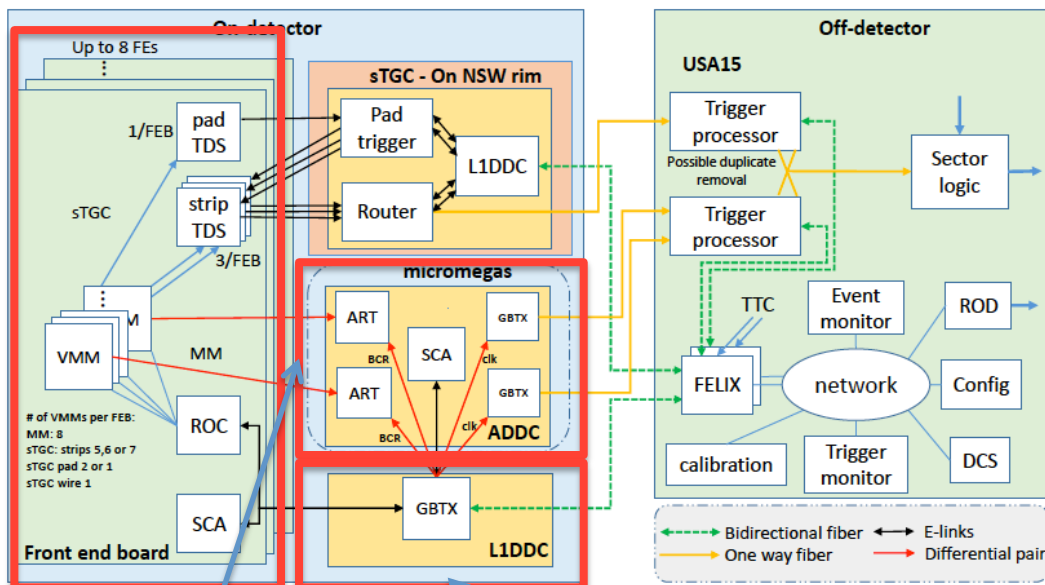 On-detector
Up to 8 FEs
⋮
1/FEB
pad
TDS
sTGC
strip
TDS
3/FEB
⋮
VMM
MM
# of VMMs per FEB:
MM: 8
sTGC: strips 5,6 or 7
sTGC pad 2 or 1
sTGC wire 1
ROC
SCA
Front end board
sTGC - On NSW rim
Pad
trigger
L1DDC
Router
micromegas
ART
GBTX
SCA
BCR
clk
ART
GBTX
BCR
clk
ADDC
GBTX
L1DDC
Off-detector
USA15
Trigger
processor
Possible duplicate
removal
Sector
logic
Trigger
processor
TTC
Event
monitor
ROD
FELIX
network
Config
calibration
Trigger
monitor
DCS
Bidirectional fiber
E-links
One way fiber
Differential pair